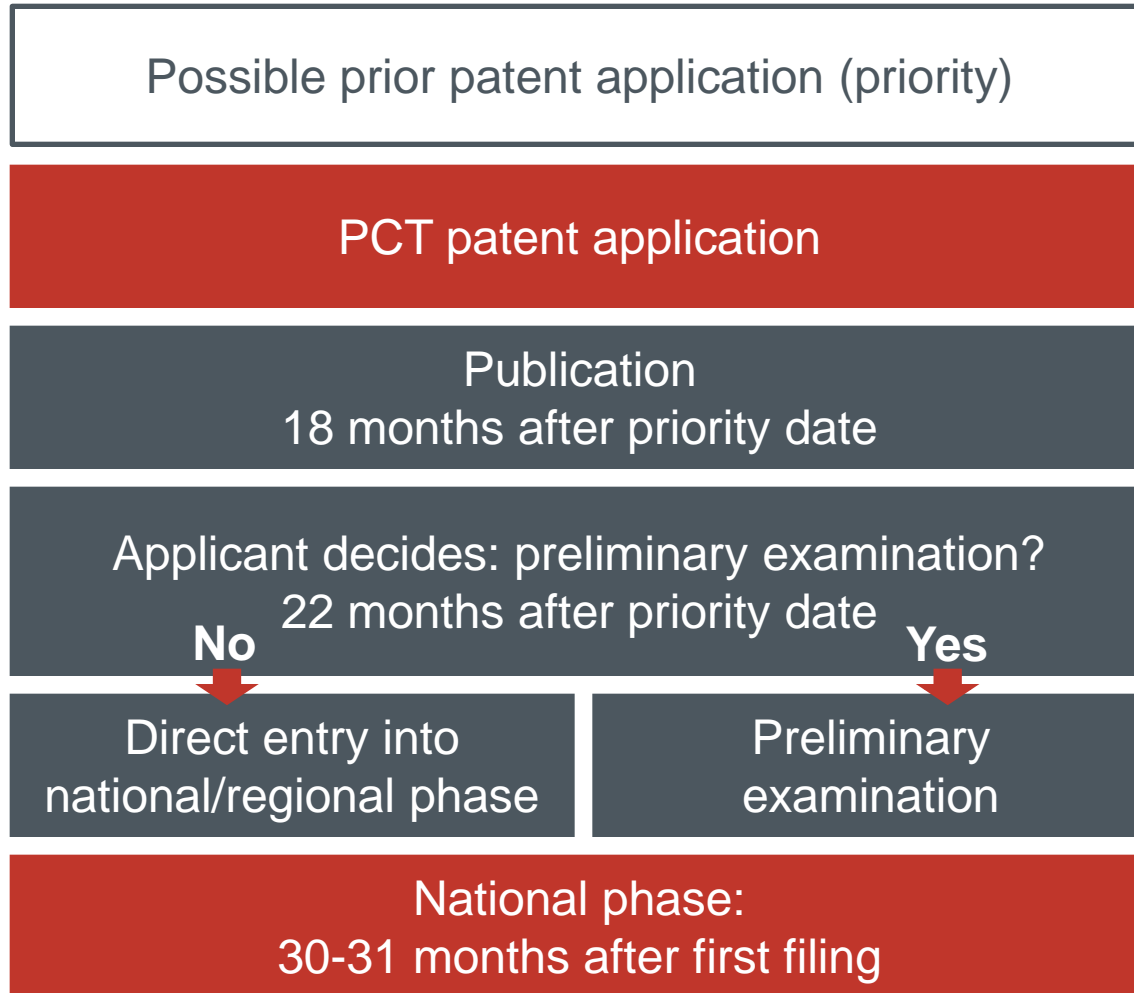 Possible prior patent application (priority)
PCT patent application
Publication
18 months after priority date
Applicant decides: preliminary examination?
22 months after priority date
No
Yes
Direct entry into
national/regional phase
Preliminary
examination
National phase:
30-31 months after first filing